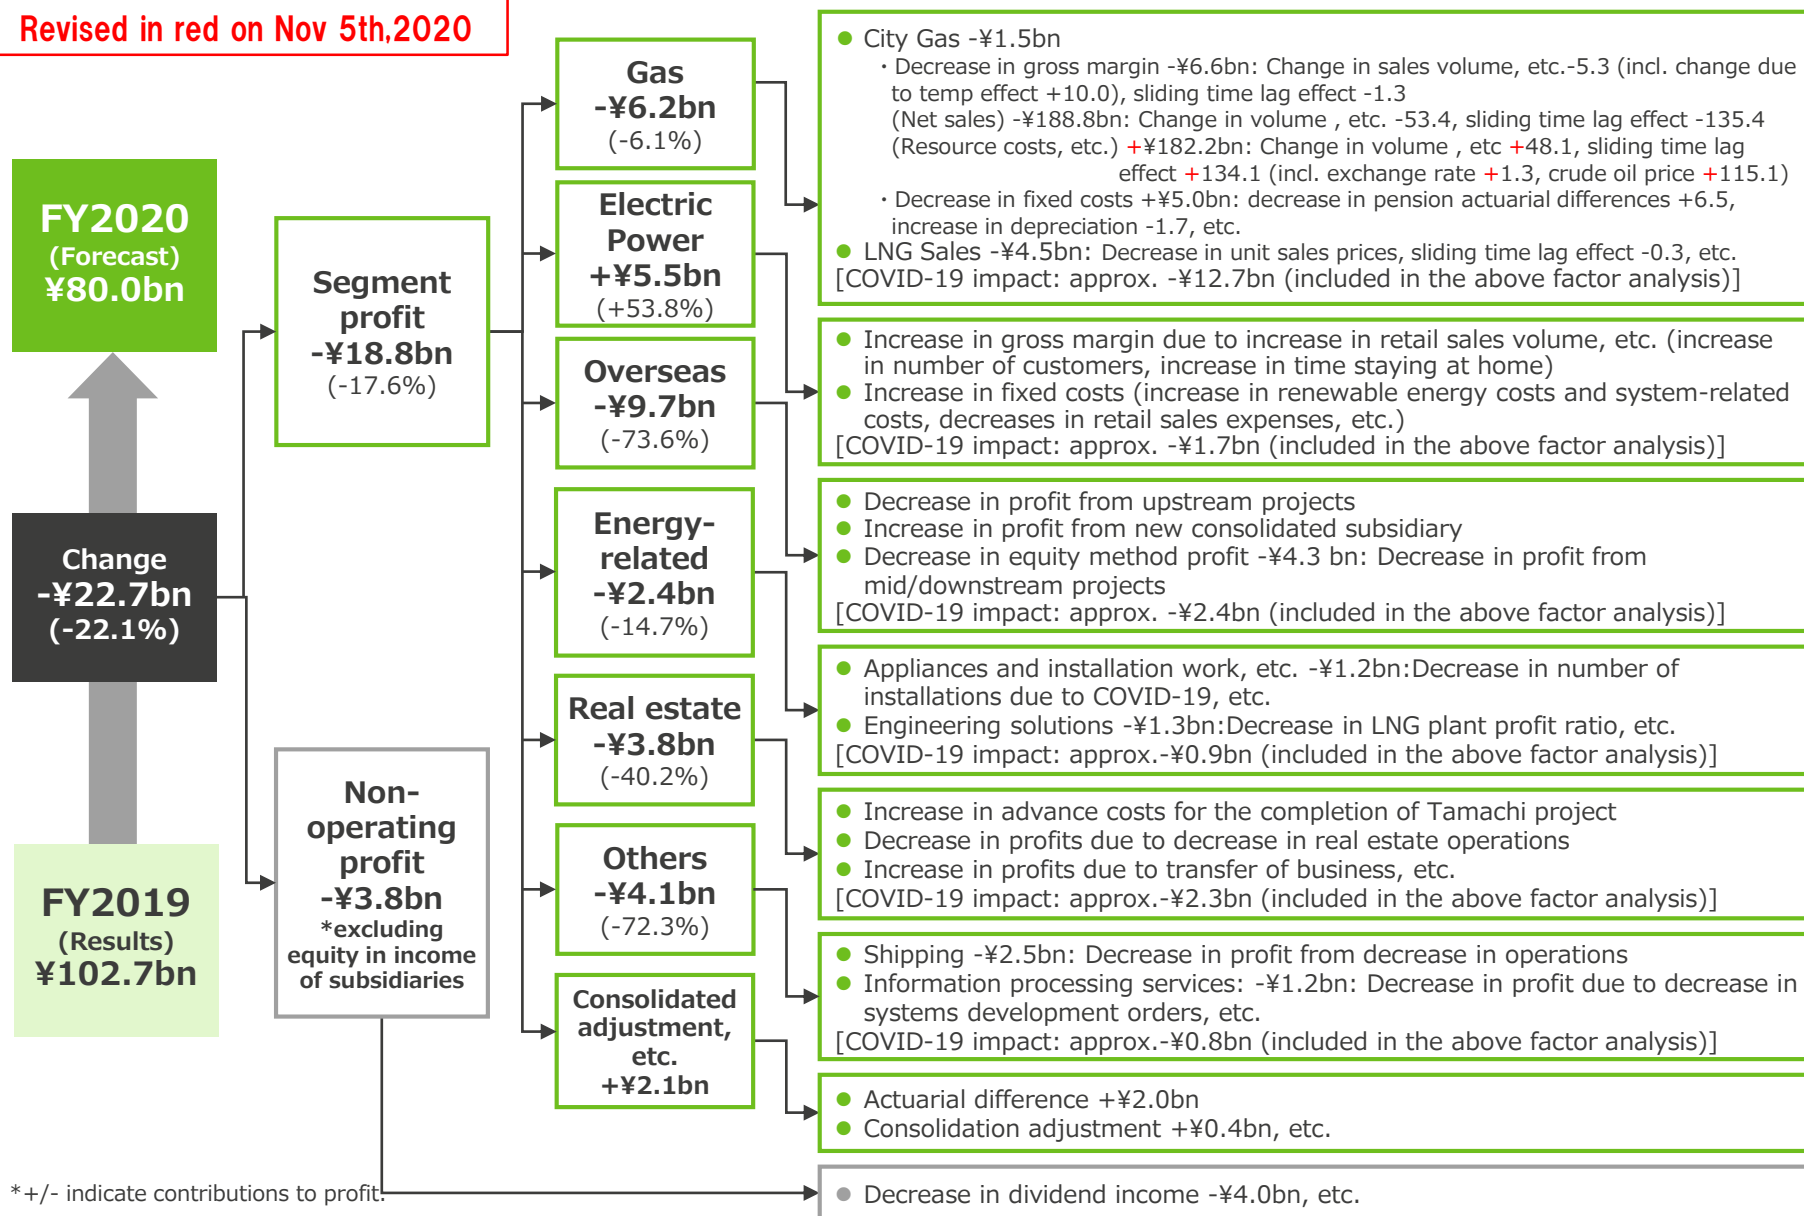 Revised in red on Nov 5th,2020
FY2020
(Forecast)
¥80.0bn
Change
-¥22.7bn
(-22.1%)
FY2019
(Results)
¥102.7bn
Segment
profit
-¥18.8bn
(-17.6%)
Non-
operating
profit
-¥3.8bn
*excluding
equity in income
of subsidiaries
Gas
-¥6.2bn
(-6.1%)
Electric
Power
+¥5.5bn
(+53.8%)
Overseas
-¥9.7bn
(-73.6%)
Energy-
related
-¥2.4bn
(-14.7%)
Real estate
-¥3.8bn
(-40.2%)
Others
-¥4.1bn
(-72.3%)
Consolidated
adjustment,
etc.
+¥2.1bn
● City Gas -¥1.5bn
・Decrease in gross margin -¥6.6bn: Change in sales volume, etc.-5.3 (incl. change due
to temp effect +10.0), sliding time lag effect -1.3
(Net sales) -¥188.8bn: Change in volume , etc. -53.4, sliding time lag effect -135.4
(Resource costs, etc.) +¥182.2bn: Change in volume , etc +48.1, sliding time lag
effect +134.1 (incl. exchange rate +1.3, crude oil price +115.1)
・Decrease in fixed costs +¥5.0bn: decrease in pension actuarial differences +6.5,
increase in depreciation -1.7, etc.
● LNG Sales -¥4.5bn: Decrease in unit sales prices, sliding time lag effect -0.3, etc.
[COVID-19 impact: approx. -¥12.7bn (included in the above factor analysis)]
● Increase in gross margin due to increase in retail sales volume, etc. (increase
in number of customers, increase in time staying at home)
● Increase in fixed costs (increase in renewable energy costs and system-related
costs, decreases in retail sales expenses, etc.)
[COVID-19 impact: approx. -¥1.7bn (included in the above factor analysis)]
● Decrease in profit from upstream projects
● Increase in profit from new consolidated subsidiary
● Decrease in equity method profit -¥4.3 bn: Decrease in profit from
mid/downstream projects
[COVID-19 impact: approx. -¥2.4bn (included in the above factor analysis)]
● Appliances and installation work, etc. -¥1.2bn:Decrease in number of
installations due to COVID-19, etc.
● Engineering solutions -¥1.3bn:Decrease in LNG plant profit ratio, etc.
[COVID-19 impact: approx.-¥0.9bn (included in the above factor analysis)]
● Increase in advance costs for the completion of Tamachi project
● Decrease in profits due to decrease in real estate operations
● Increase in profits due to transfer of business, etc.
[COVID-19 impact: approx.-¥2.3bn (included in the above factor analysis)]
● Shipping -¥2.5bn: Decrease in profit from decrease in operations
● Information processing services: -¥1.2bn: Decrease in profit due to decrease in
systems development orders, etc.
[COVID-19 impact: approx.-¥0.8bn (included in the above factor analysis)]
● Actuarial difference +¥2.0bn
● Consolidation adjustment +¥0.4bn, etc.
● Decrease in dividend income -¥4.0bn, etc.
*+/- indicate contributions to profit.